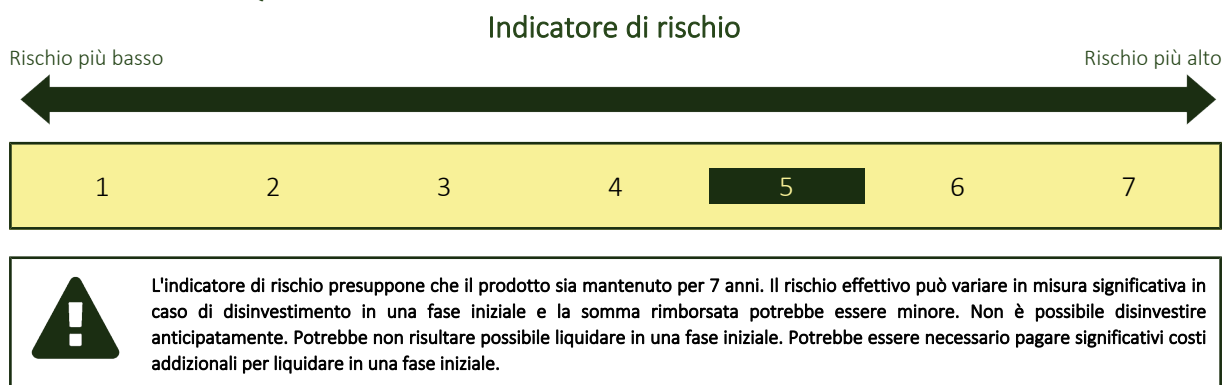 Indicatore di rischio
Rischio più basso
Rischio più alto
1 2 3 4 5 6 7
L'indicatore di rischio presuppone che il prodotto sia mantenuto per 7 anni. Il rischio effettivo può variare in misura significativa in
caso di disinvestimento in una fase iniziale e la somma rimborsata potrebbe essere minore. Non è possibile disinvestire
anticipatamente. Potrebbe non risultare possibile liquidare in una fase iniziale. Potrebbe essere necessario pagare significativi costi
addizionali per liquidare in una fase iniziale.